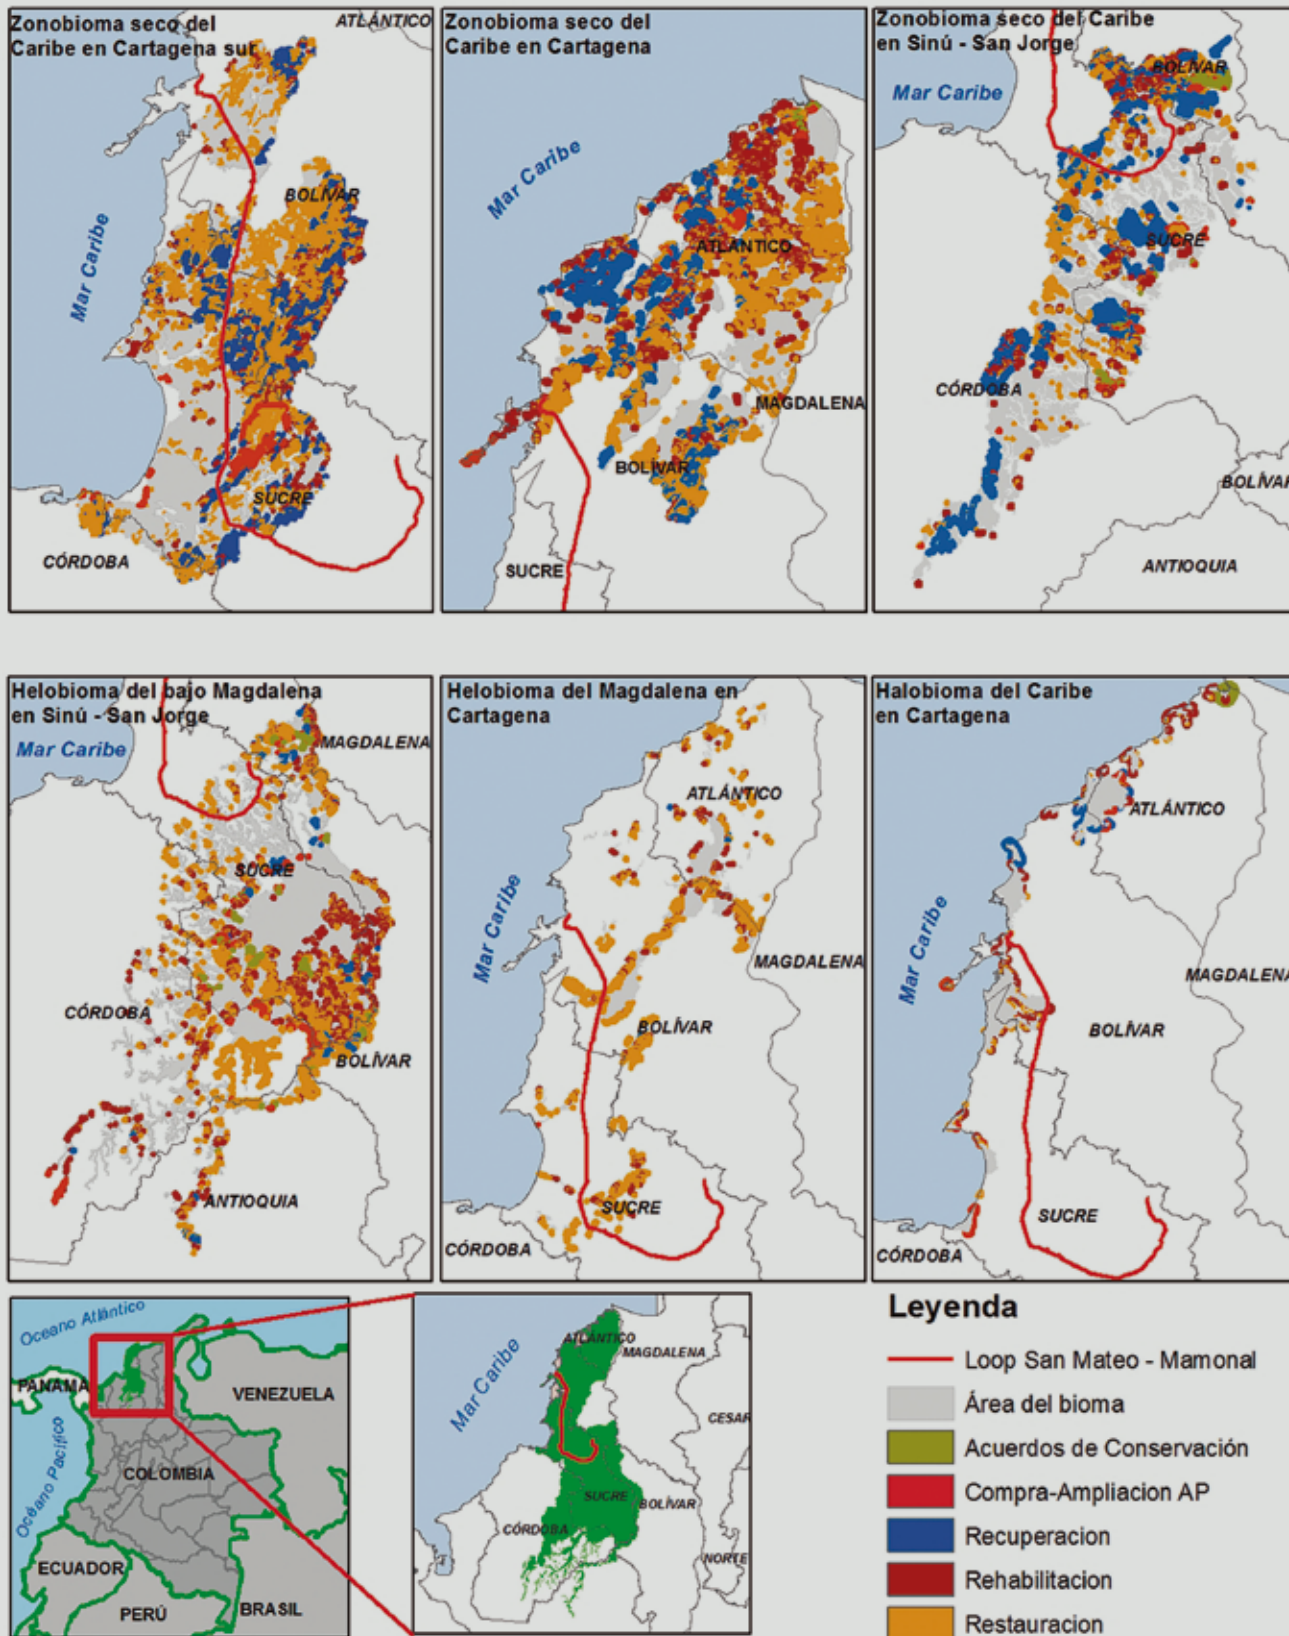 Zonobioma seco del
Caribe en Cartagena sur
ATLÁNTICO
BOLÍVAR
Mar Caribe
SUCRE
CÓRDOBA
Zonobioma seco del
Caribe en Cartagena
Mar Caribe
ATLÁNTICO
MAGDALENA
BOLÍVAR
SUCRE
Zonobioma seco del Caribe
en Sinú - San Jorge
BOLÍVAR
Mar Caribe
SUCRE
CÓRDOBA
BOLÍVAR
ANTIOQUIA
Helobioma del bajo Magdalena
en Sinú - San Jorge
MAGDALENA
Mar Caribe
SUCRE
CÓRDOBA
BOLÍVAR
ANTIOQUIA
Helobioma del Magdalena en
Cartagena
ATLÁNTICO
Mar Caribe
MAGDALENA
BOLÍVAR
SUCRE
CÓRDOBA
Halobioma del Caribe
en Cartagena
ATLÁNTICO
Mar Caribe
MAGDALENA
BOLÍVAR
SUCRE
CÓRDOBA
Oceano Atlántico
PANAMÁ
VENEZUELA
Océano Pacífico
COLOMBIA
ECUADOR
PERÚ
BRASIL
ATLÁNTICO
MAGDALENA
Mar Caribe
CESAR
SUCRE
BOLÍVAR
CÓRDOBA
NORTE
Leyenda
Loop San Mateo - Mamonal
Área del bioma
Acuerdos de Conservación
Compra-Ampliacion AP
Recuperacion
Rehabilitacion
Restauracion